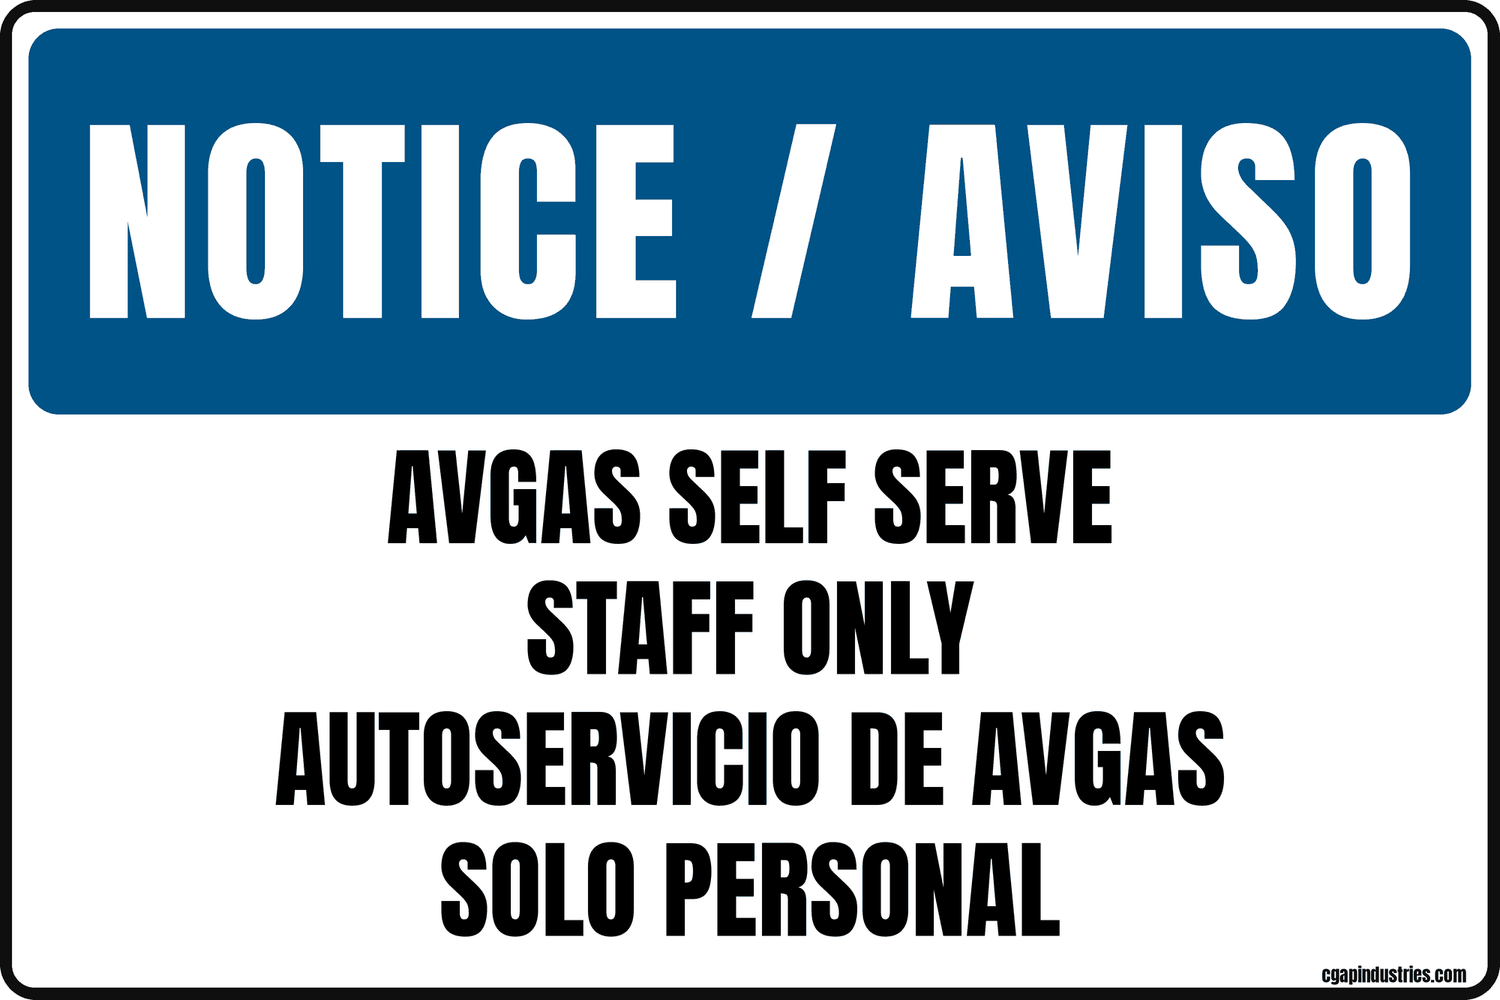 NOTICE / AVISO
AVGAS SELF SERVE
STAFF ONLY
AUTOSERVICIO DE AVGAS
SOLO PERSONAL
cgapindustries.com